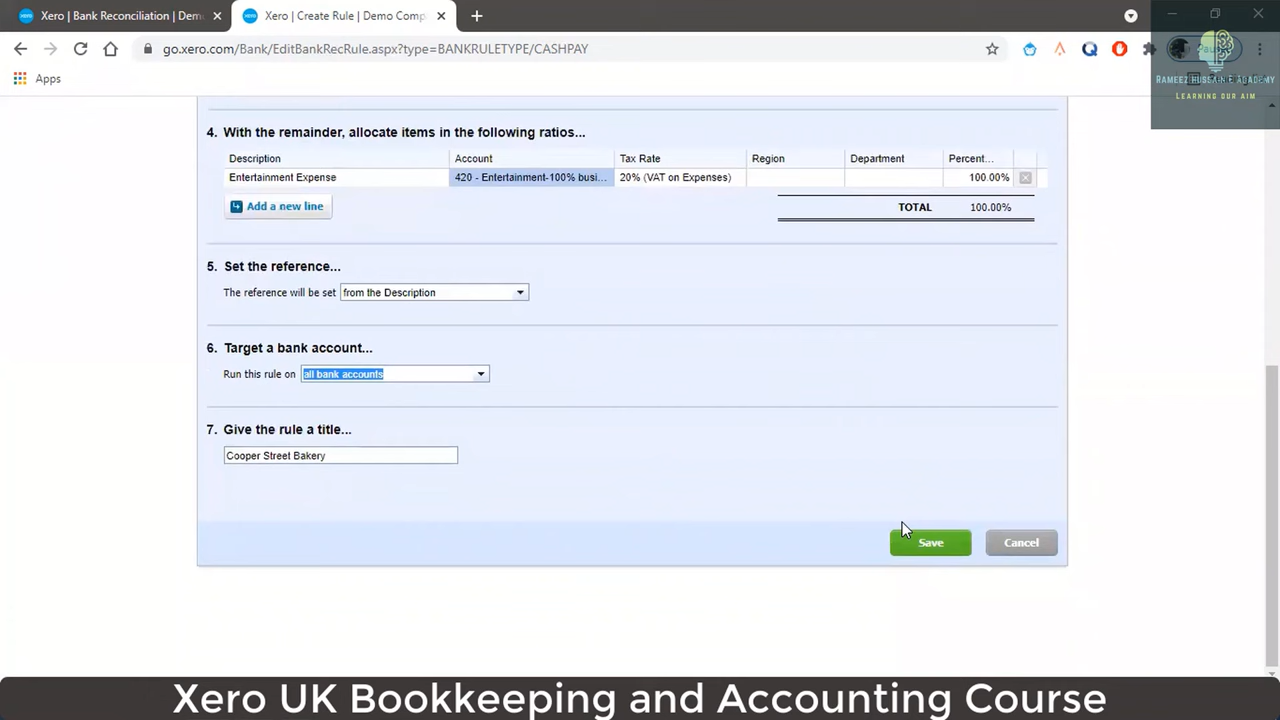 Xero | Bank Reconciliation | Dem
Xero | Create Rule | Demo Comp
go.xero.com/Bank/EditBankRecRule.aspx?type=BANKRULETYPE/CASHPAY
Apps
Rameez Hussain E Academy
Learning our aim
4. With the remainder, allocate items in the following ratios...
Description Account Tax Rate Region Department Percent...
Entertainment Expense 420 - Entertainment-100% busi... 20% (VAT on Expenses) 100.00%
Add a new line
TOTAL 100.00%
5. Set the reference...
The reference will be set from the Description
6. Target a bank account...
Run this rule on all bank accounts
7. Give the rule a title...
Cooper Street Bakery
Save Cancel
Xero UK Bookkeeping and Accounting Course